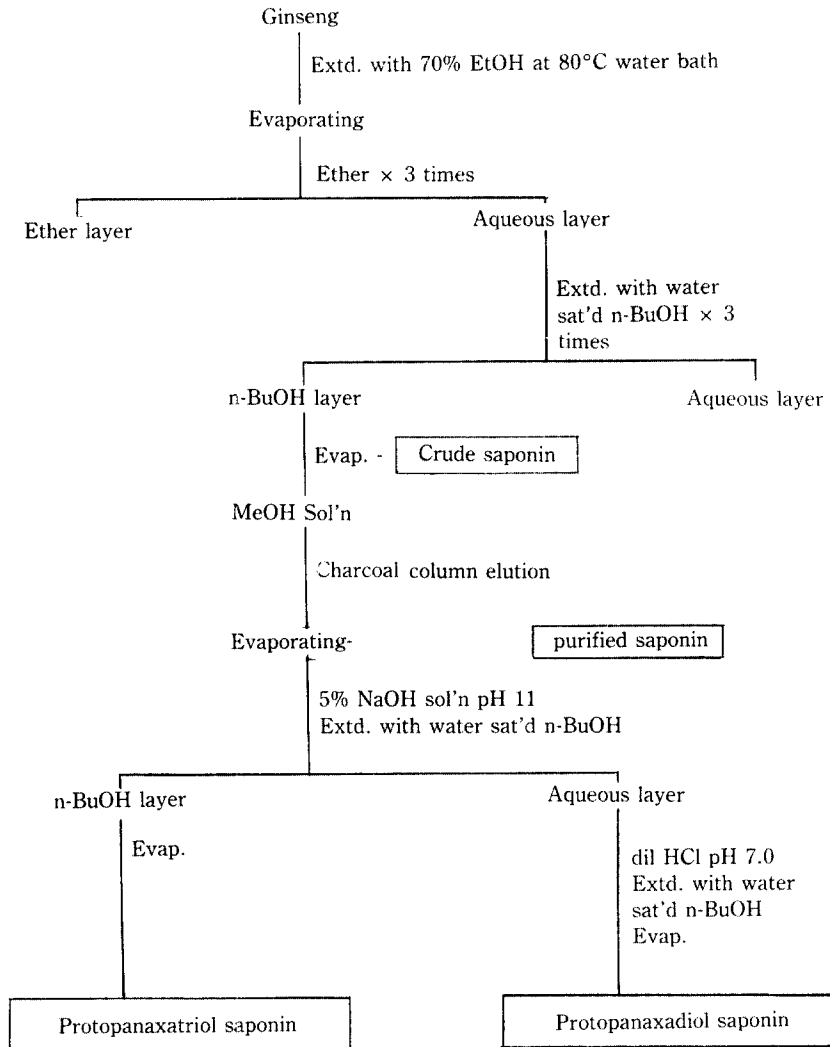 Ginseng
Extd. with 70% EtOH at 80°C water bath
Evaporating
Ether × 3 times
Ether layer
Aqueous layer
Extd. with water
sat'd n-BuOH × 3
times
n-BuOH layer
Aqueous layer
Evap. - Crude saponin
MeOH Sol'n
Charcoal column elution
Evaporating- purified saponin
5% NaOH sol'n pH 11
Extd. with water sat'd n-BuOH
n-BuOH layer
Aqueous layer
Evap.
dil HCl pH 7.0
Extd. with water
sat'd n-BuOH
Evap.
Protopanaxatriol saponin
Protopanaxadiol saponin